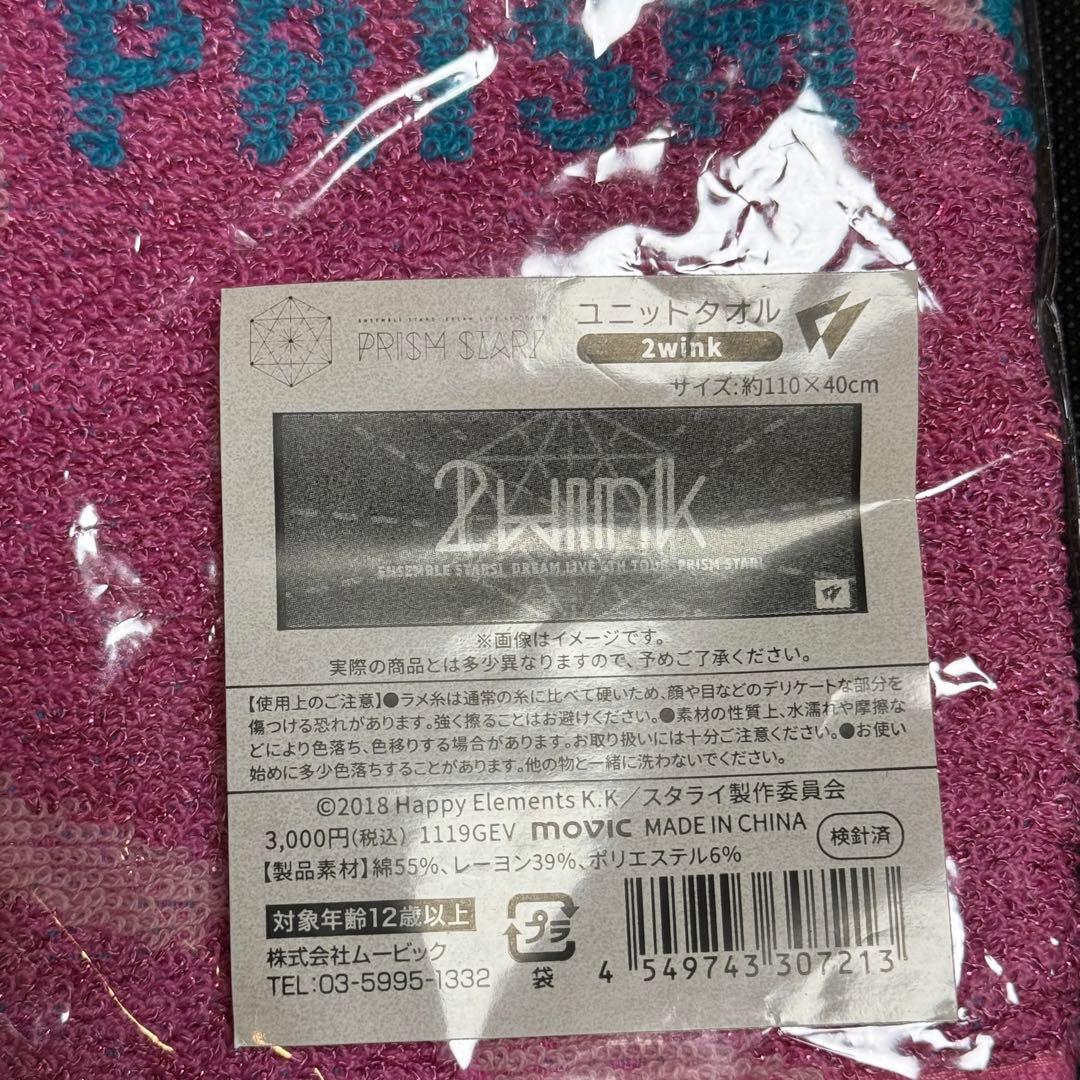 PRISM S
ENSEMBLE STARS! DREAM LIVE
PRISM STAR!
ユニットタオル
2wink
サイズ:約110×40cm
2wink
ENSEMBLE STARS! DREAM LIVE 4TH TOUR "PRISM STAR!
※画像はイメージです。
実際の商品とは多少異なりますので、予めご了承ください。
【使用上のご注意】●ラメ糸は通常の糸に比べて硬いため、顔や目などのデリケートな部分を
傷つける恐れがあります。強く擦ることはお避けください。●素材の性質上、水濡れや摩擦な
どにより色落ち、色移りする場合があります。お取り扱いには十分ご注意ください。●お使い
始めに多少色落ちすることがあります。他の物と一緒に洗わないでください。
©2018 Happy Elements K.K／スタライ製作委員会
3,000円(税込) 1119GEV movic MADE IN CHINA
検針済
【製品素材】綿55%、レーヨン39%、ポリエステル6%
対象年齢12歳以上
株式会社ムービック
TEL:03-5995-1332
プラ
袋
4 549743 307213